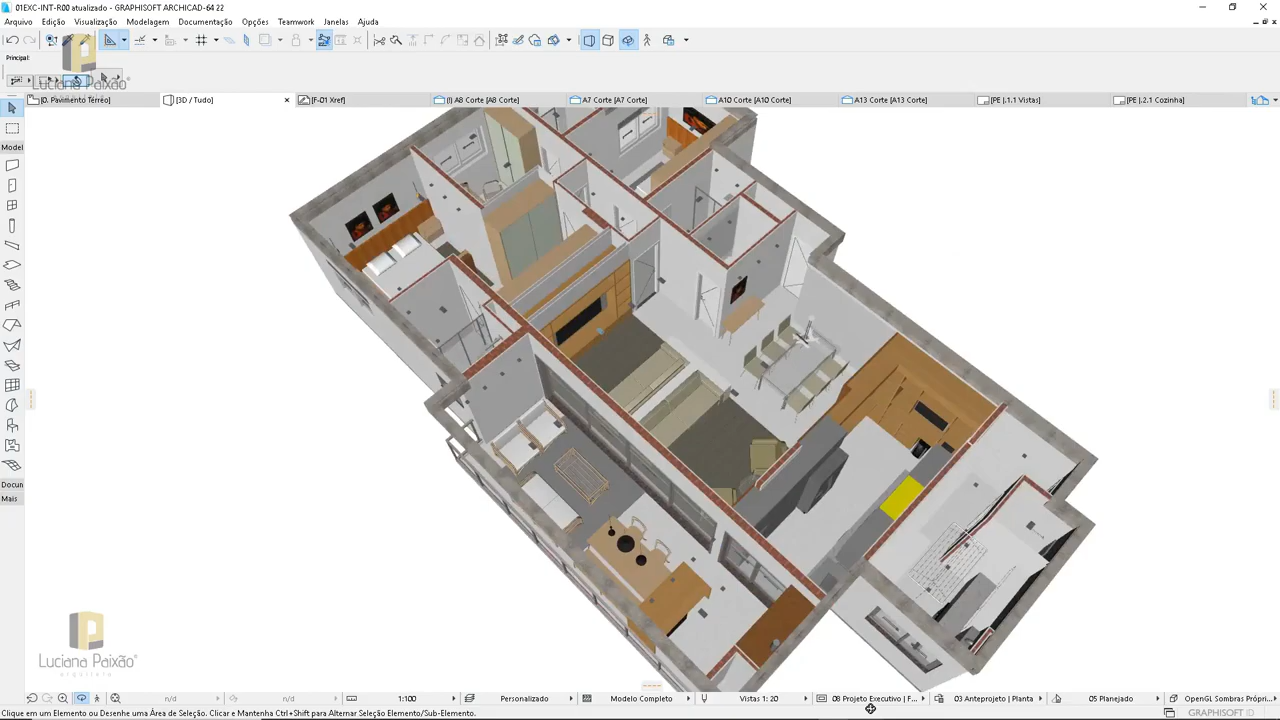 01EXC-INT-R00 atualizado - GRAPHISOFT ARCHICAD-64 22
Arquivo Edição Visualização Modelagem Documentação Opções Teamwork Janelas Ajuda
Principal:
Luciana Paixão
[0. Pavimento Térreo] [3D / Tudo] [F-01 Xref] (!) A8 Corte [A8 Corte] A7 Corte [A7 Corte] A10 Corte [A10 Corte] A13 Corte [A13 Corte] [PE |.1.1 Vistas] [PE |.2.1 Cozinha]
Model
Docun
Mais
Luciana Paixão
arquiteta
n/d n/d 1:100 Personalizado Modelo Completo Vistas 1: 20 08 Projeto Executivo | F... 03 Anteprojeto | Planta 05 Planejado OpenGL Sombras Própri...
Clique em um Elemento ou Desenhe uma Área de Seleção. Clicar e Mantenha Ctrl+Shift para Alternar Seleção Elemento/Sub-Elemento.
GRAPHISOFT ID